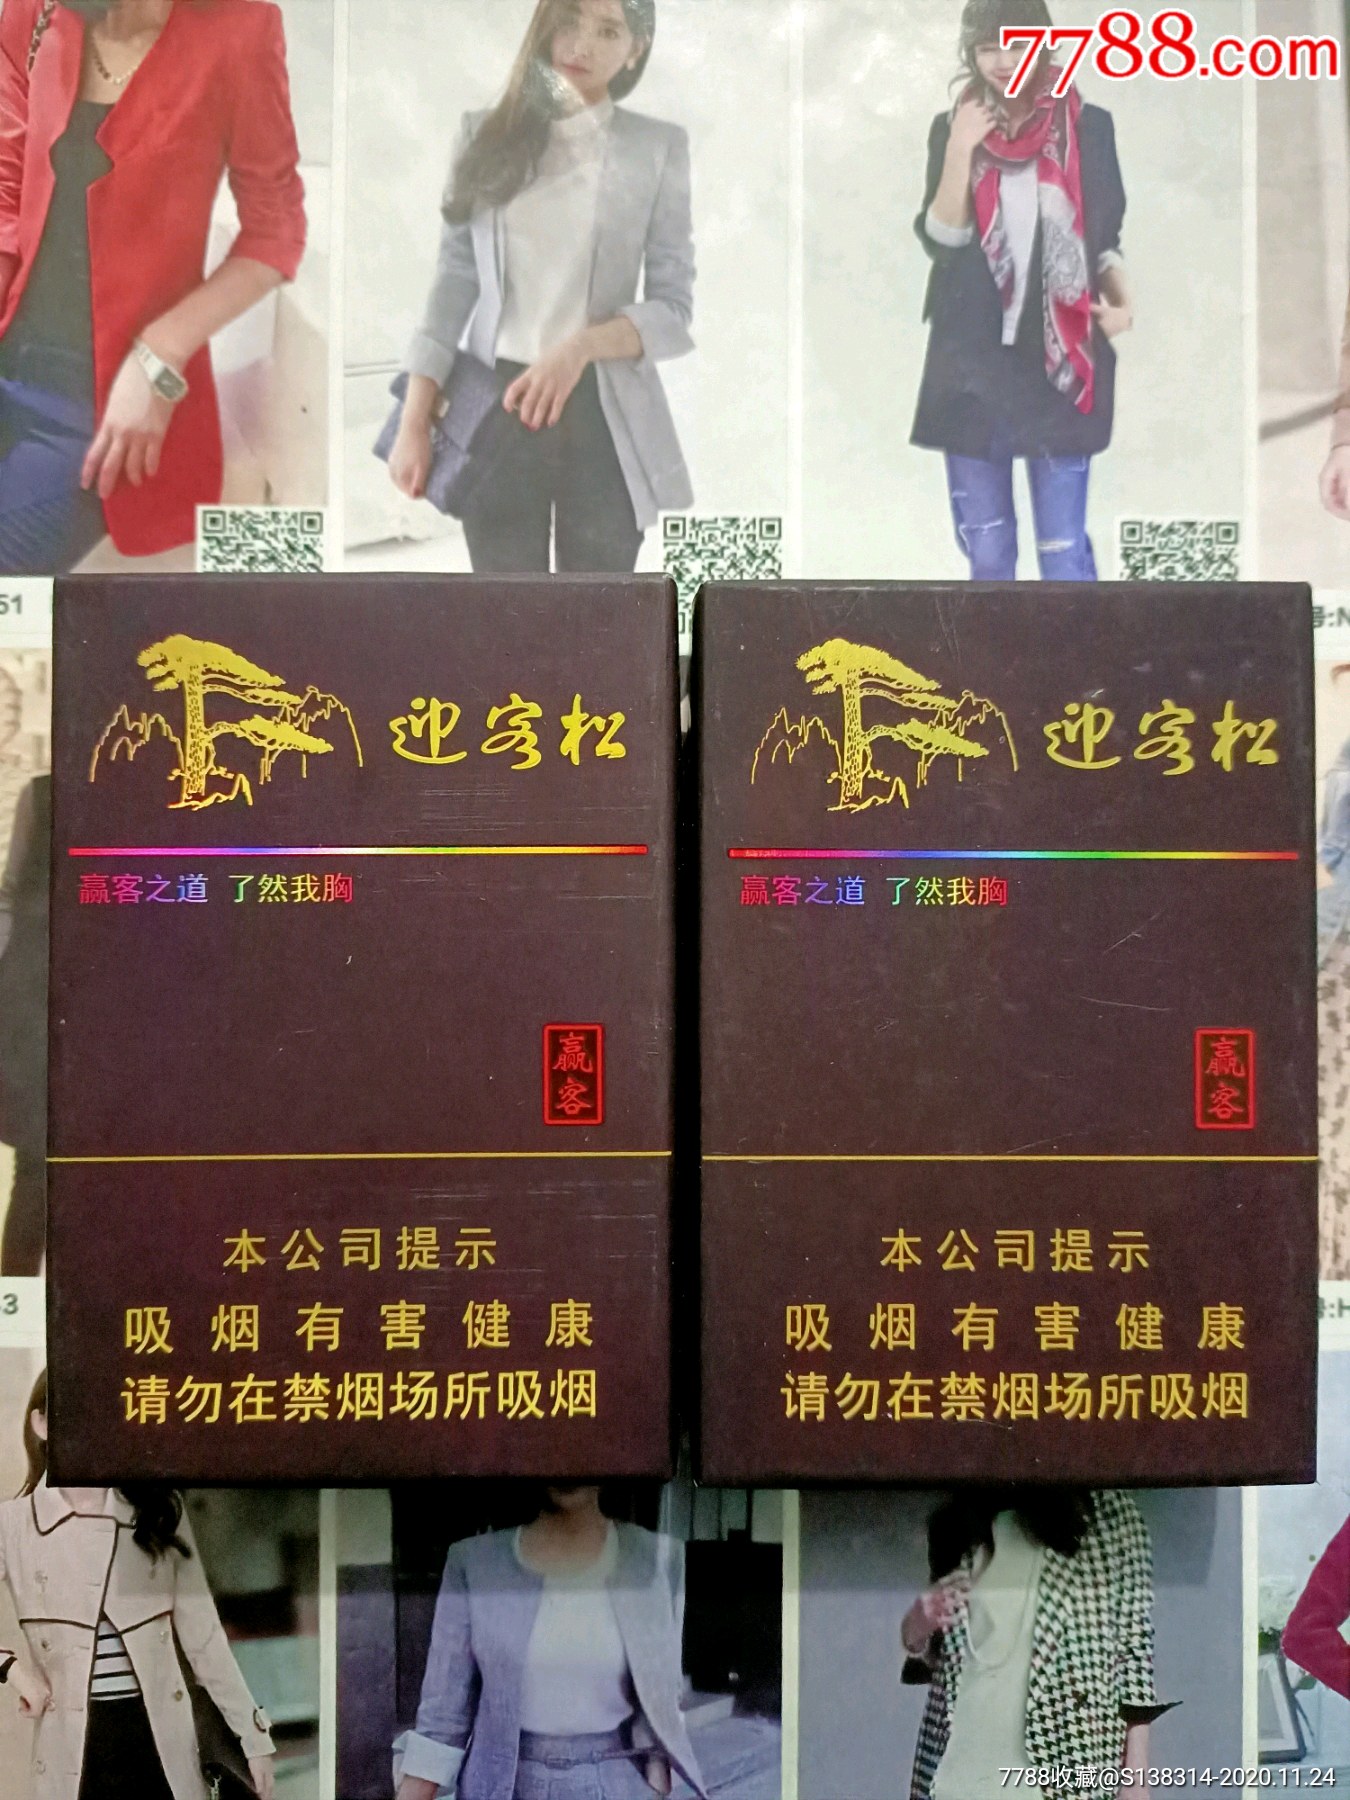 7788.com
51
号:N
迎客松
赢客之道 了然我胸
赢客
本公司提示
吸烟有害健康
请勿在禁烟场所吸烟
迎客松
赢客之道 了然我胸
赢客
本公司提示
吸烟有害健康
请勿在禁烟场所吸烟
3
号:H
7788收藏@S138314-2020.11.24